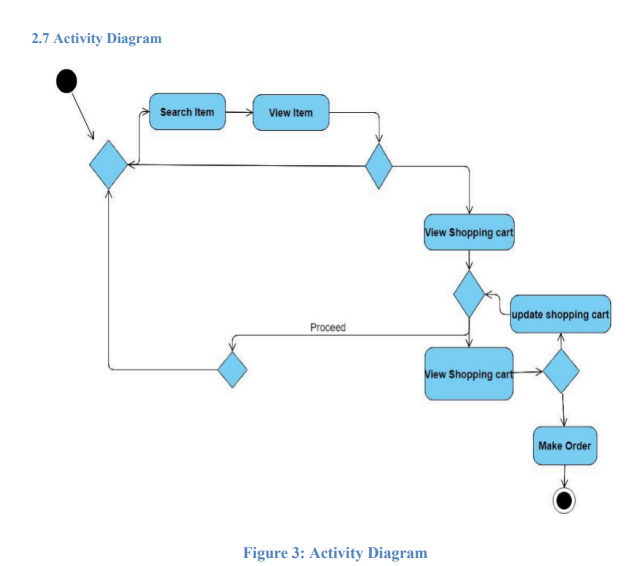 2.7 Activity Diagram
Search Item
View Item
View Shopping cart
update shopping cart
Proceed
View Shopping cart
Make Order
Figure 3: Activity Diagram